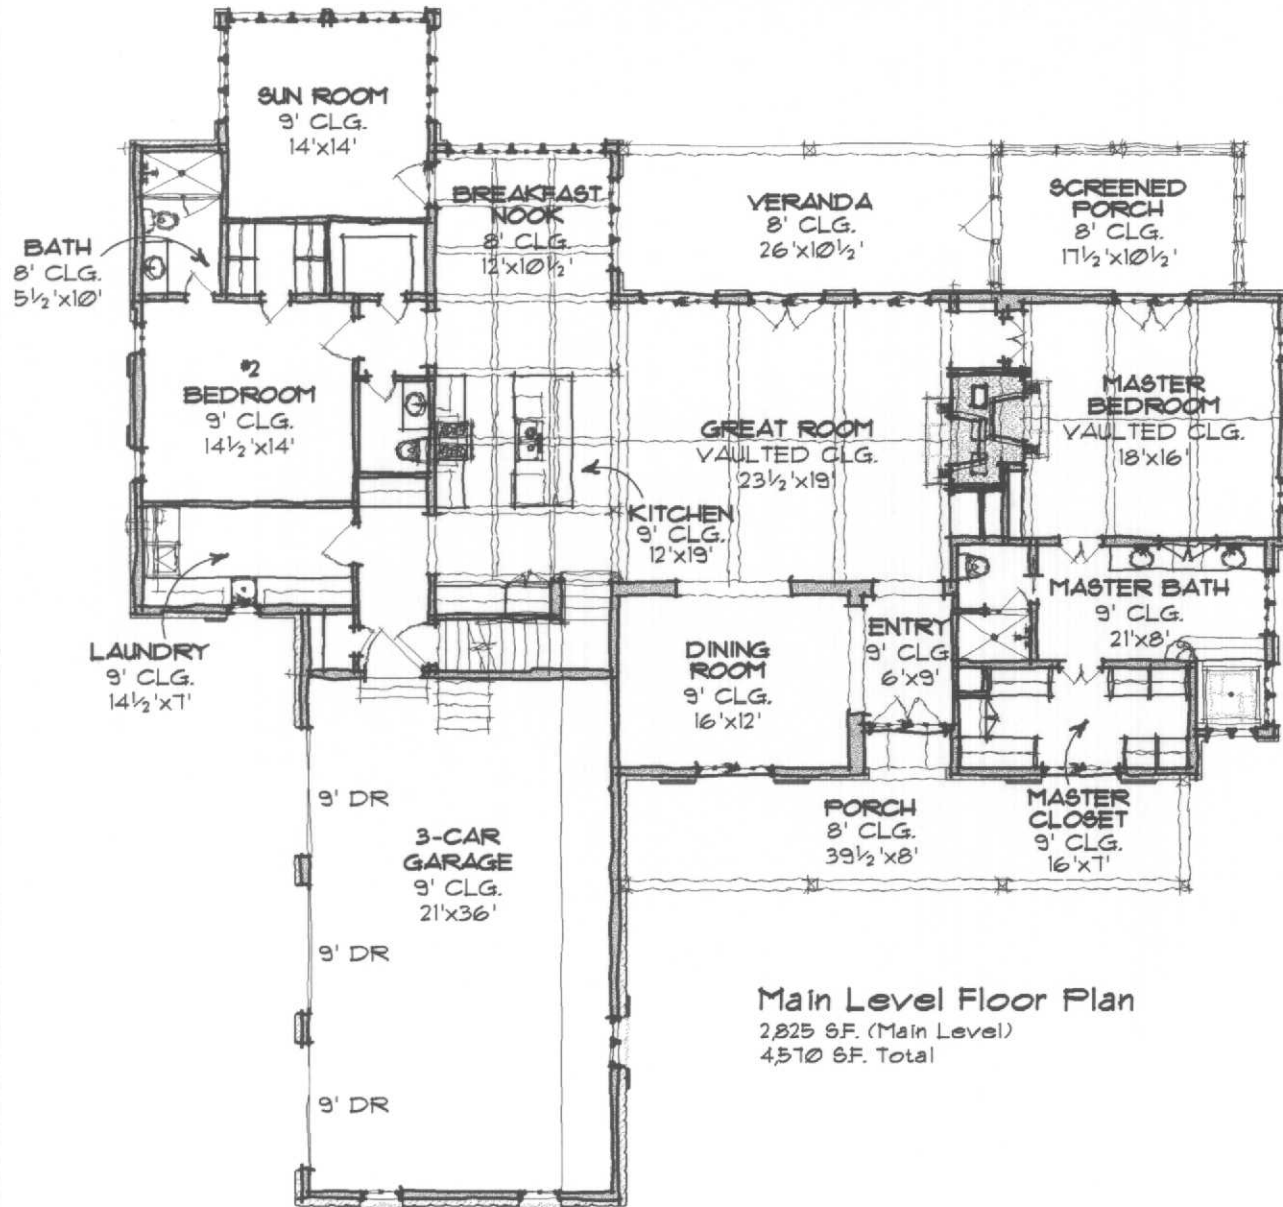 SUN ROOM
9' CLG.
14'x14'
BREAKFAST
NOOK
8' CLG.
12'x10½'
VERANDA
8' CLG.
26'x10½'
SCREENED
PORCH
8' CLG.
17½'x10½'
BATH
8' CLG.
5½'x10'
#2
BEDROOM
9' CLG.
14½'x14'
GREAT ROOM
VAULTED CLG.
23½'x19'
MASTER
BEDROOM
VAULTED CLG.
18'x16'
KITCHEN
9' CLG.
12'x19'
LAUNDRY
9' CLG.
14½'x7'
DINING
ROOM
9' CLG.
16'x12'
ENTRY
9' CLG
6'x9'
MASTER BATH
9' CLG.
21'x8'
9' DR
3-CAR
GARAGE
9' CLG.
21'x36'
9' DR
9' DR
PORCH
8' CLG.
39½'x8'
MASTER
CLOSET
9' CLG.
16'x7'
Main Level Floor Plan
2,825 S.F. (Main Level)
4,570 S.F. Total